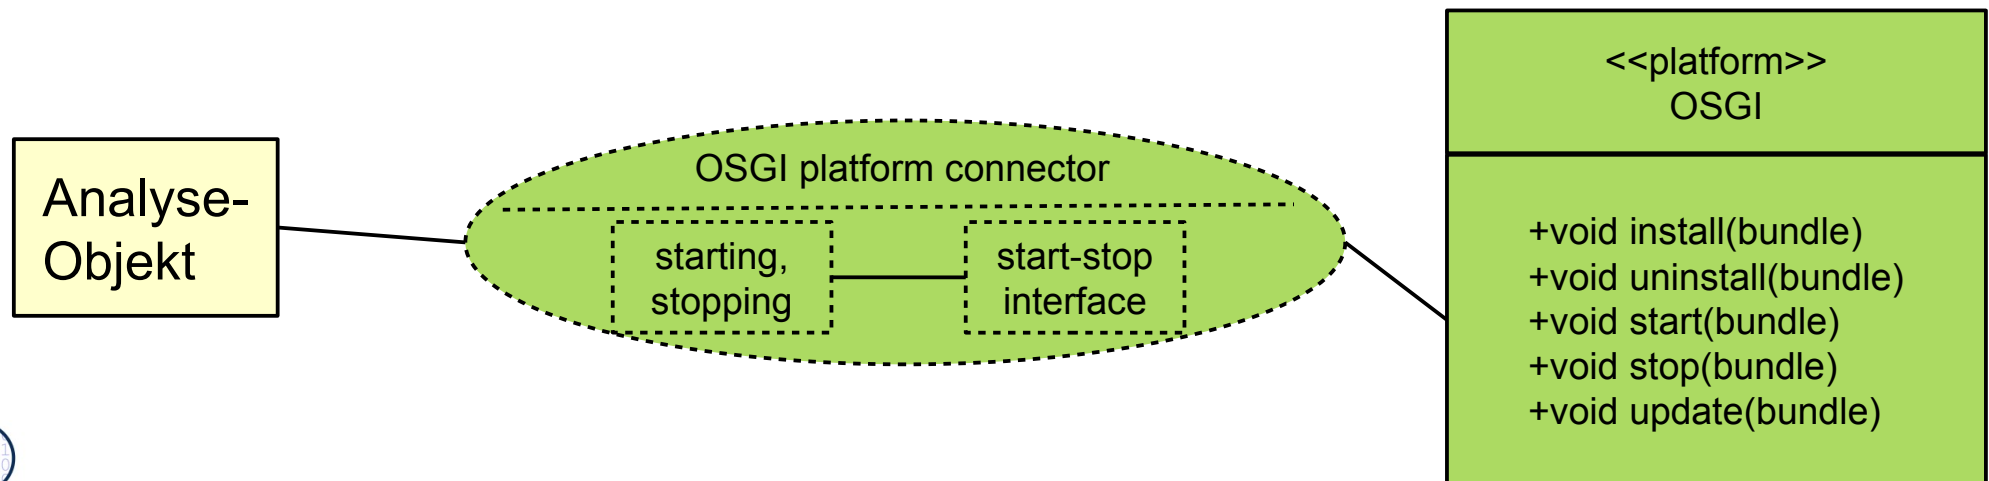 Analyse-
Objekt
OSGI platform connector
starting,
stopping
start-stop
interface
<<platform>>
OSGI
+void install(bundle)
+void uninstall(bundle)
+void start(bundle)
+void stop(bundle)
+void update(bundle)